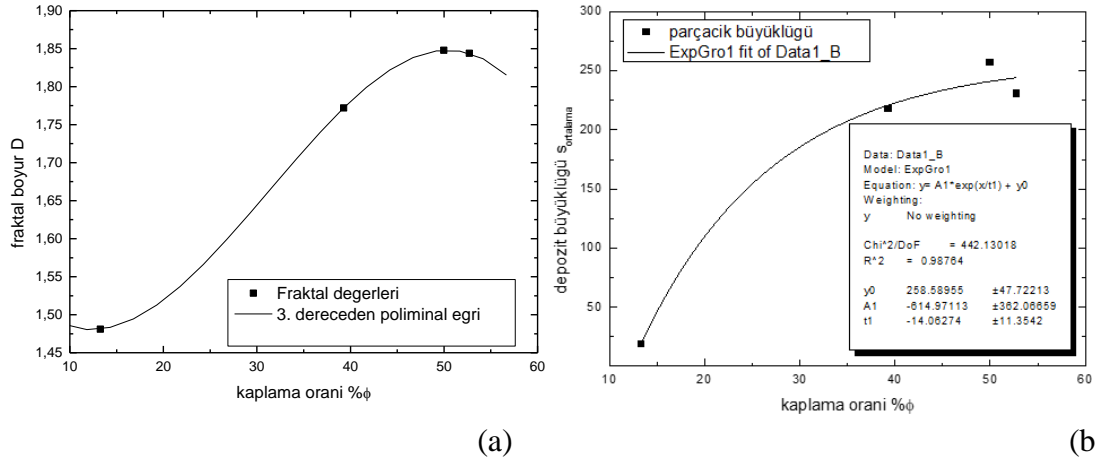 1,90
1,85
1,80
1,75
1,70
1,65
1,60
1,55
1,50
1,45
fraktal boyur D
Fraktal degerleri
3. dereceden poliminal egri
10 20 30 40 50 60
kaplama orani %ϕ
(a)
300
250
200
150
100
50
depozit büyüklügü s_ortalama
parçacik büyüklügü
ExpGro1 fit of Data1_B
Data: Data1_B
Model: ExpGro1
Equation: y= A1*exp(x/t1) + y0
Weighting:
y No weighting
Chi^2/DoF = 442.13018
R^2 = 0.98764
y0 258.58955 ±47.72213
A1 -614.97113 ±362.06659
t1 -14.06274 ±11.3542
10 20 30 40 50 60
kaplama orani %ϕ
(b